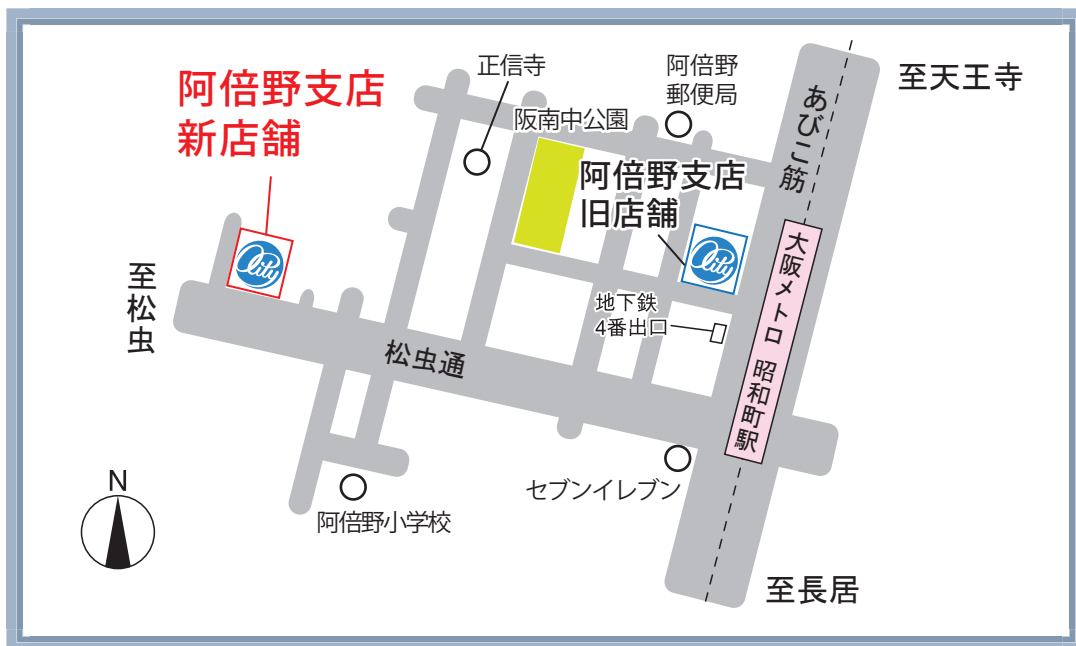 阿倍野支店
新店舗
正信寺
阿倍野
郵便局
至天王寺
阪南中公園
あびこ筋
阿倍野支店
旧店舗
City
City
至松虫
地下鉄
4番出口
大阪メトロ 昭和町駅
松虫通
セブンイレブン
N
阿倍野小学校
至長居